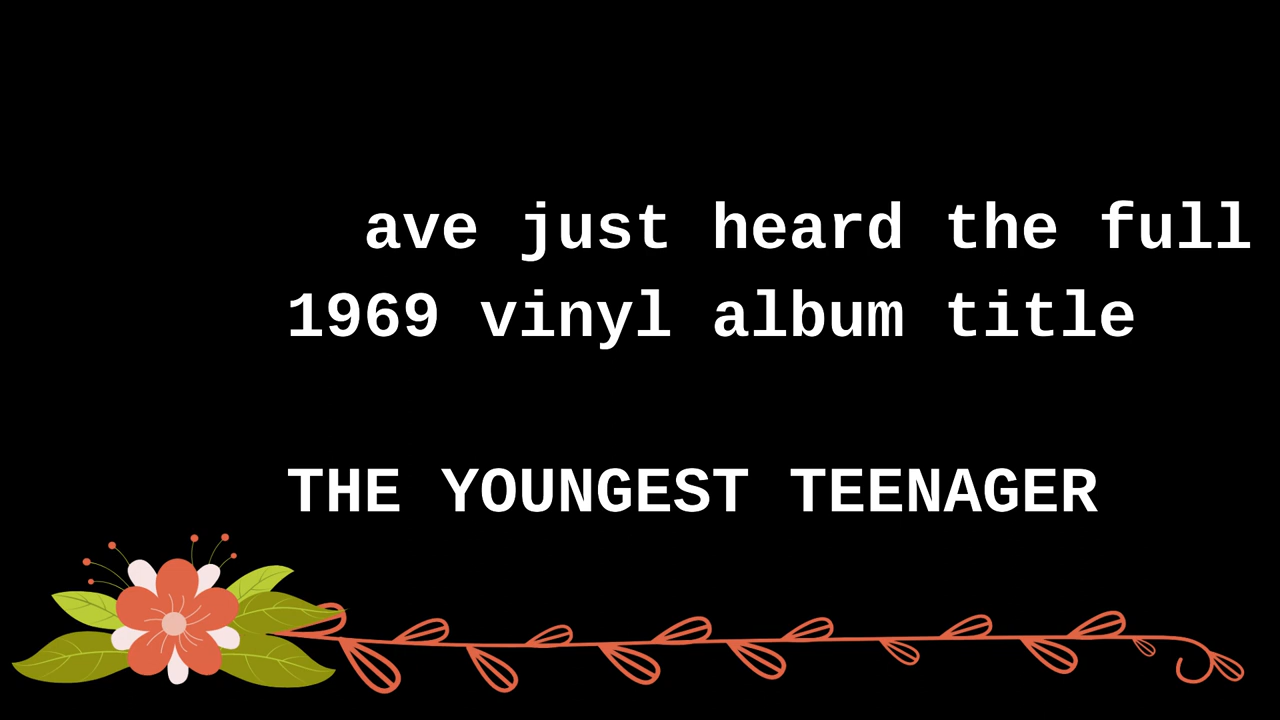 ave just heard the full
1969 vinyl album title
THE YOUNGEST TEENAGER